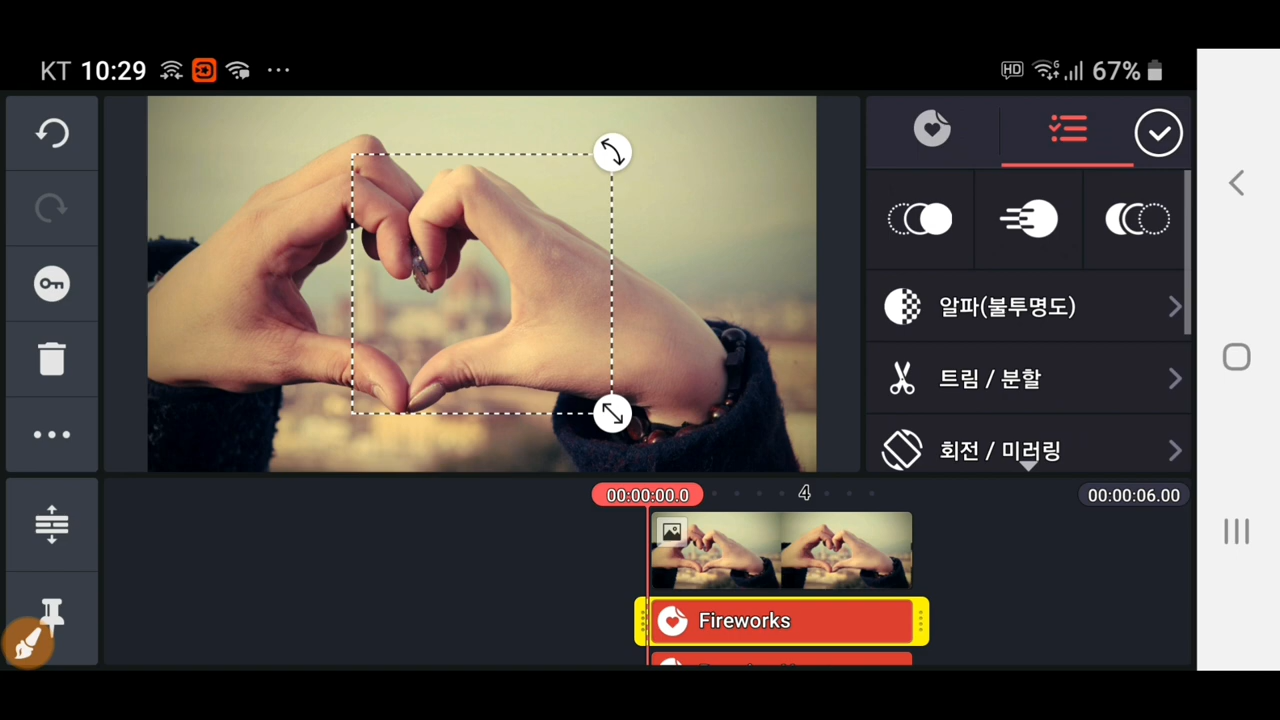 KT 10:29
HD 6 67%
알파(불투명도)
트림 / 분할
회전 / 미러링
00:00:00.0
4
00:00:06.00
Fireworks